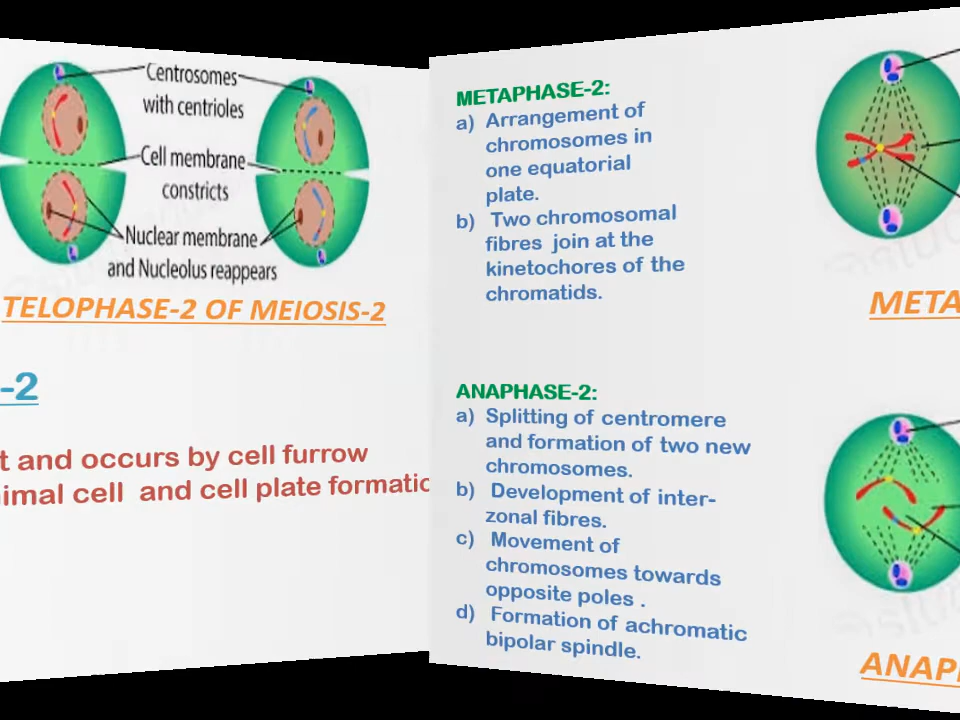 Centrosomes
with centrioles
Cell membrane
constricts
Nuclear membrane
and Nucleolus reappears
TELOPHASE-2 OF MEIOSIS-2
-2
t and occurs by cell furrow
nimal cell and cell plate formatic
METAPHASE-2:
a) Arrangement of
chromosomes in
one equatorial
plate.
b) Two chromosomal
fibres join at the
kinetochores of the
chromatids.
META
ANAPHASE-2:
a) Splitting of centromere
and formation of two new
chromosomes.
b) Development of inter-
zonal fibres.
c) Movement of
chromosomes towards
opposite poles .
d) Formation of achromatic
bipolar spindle.
ANAP